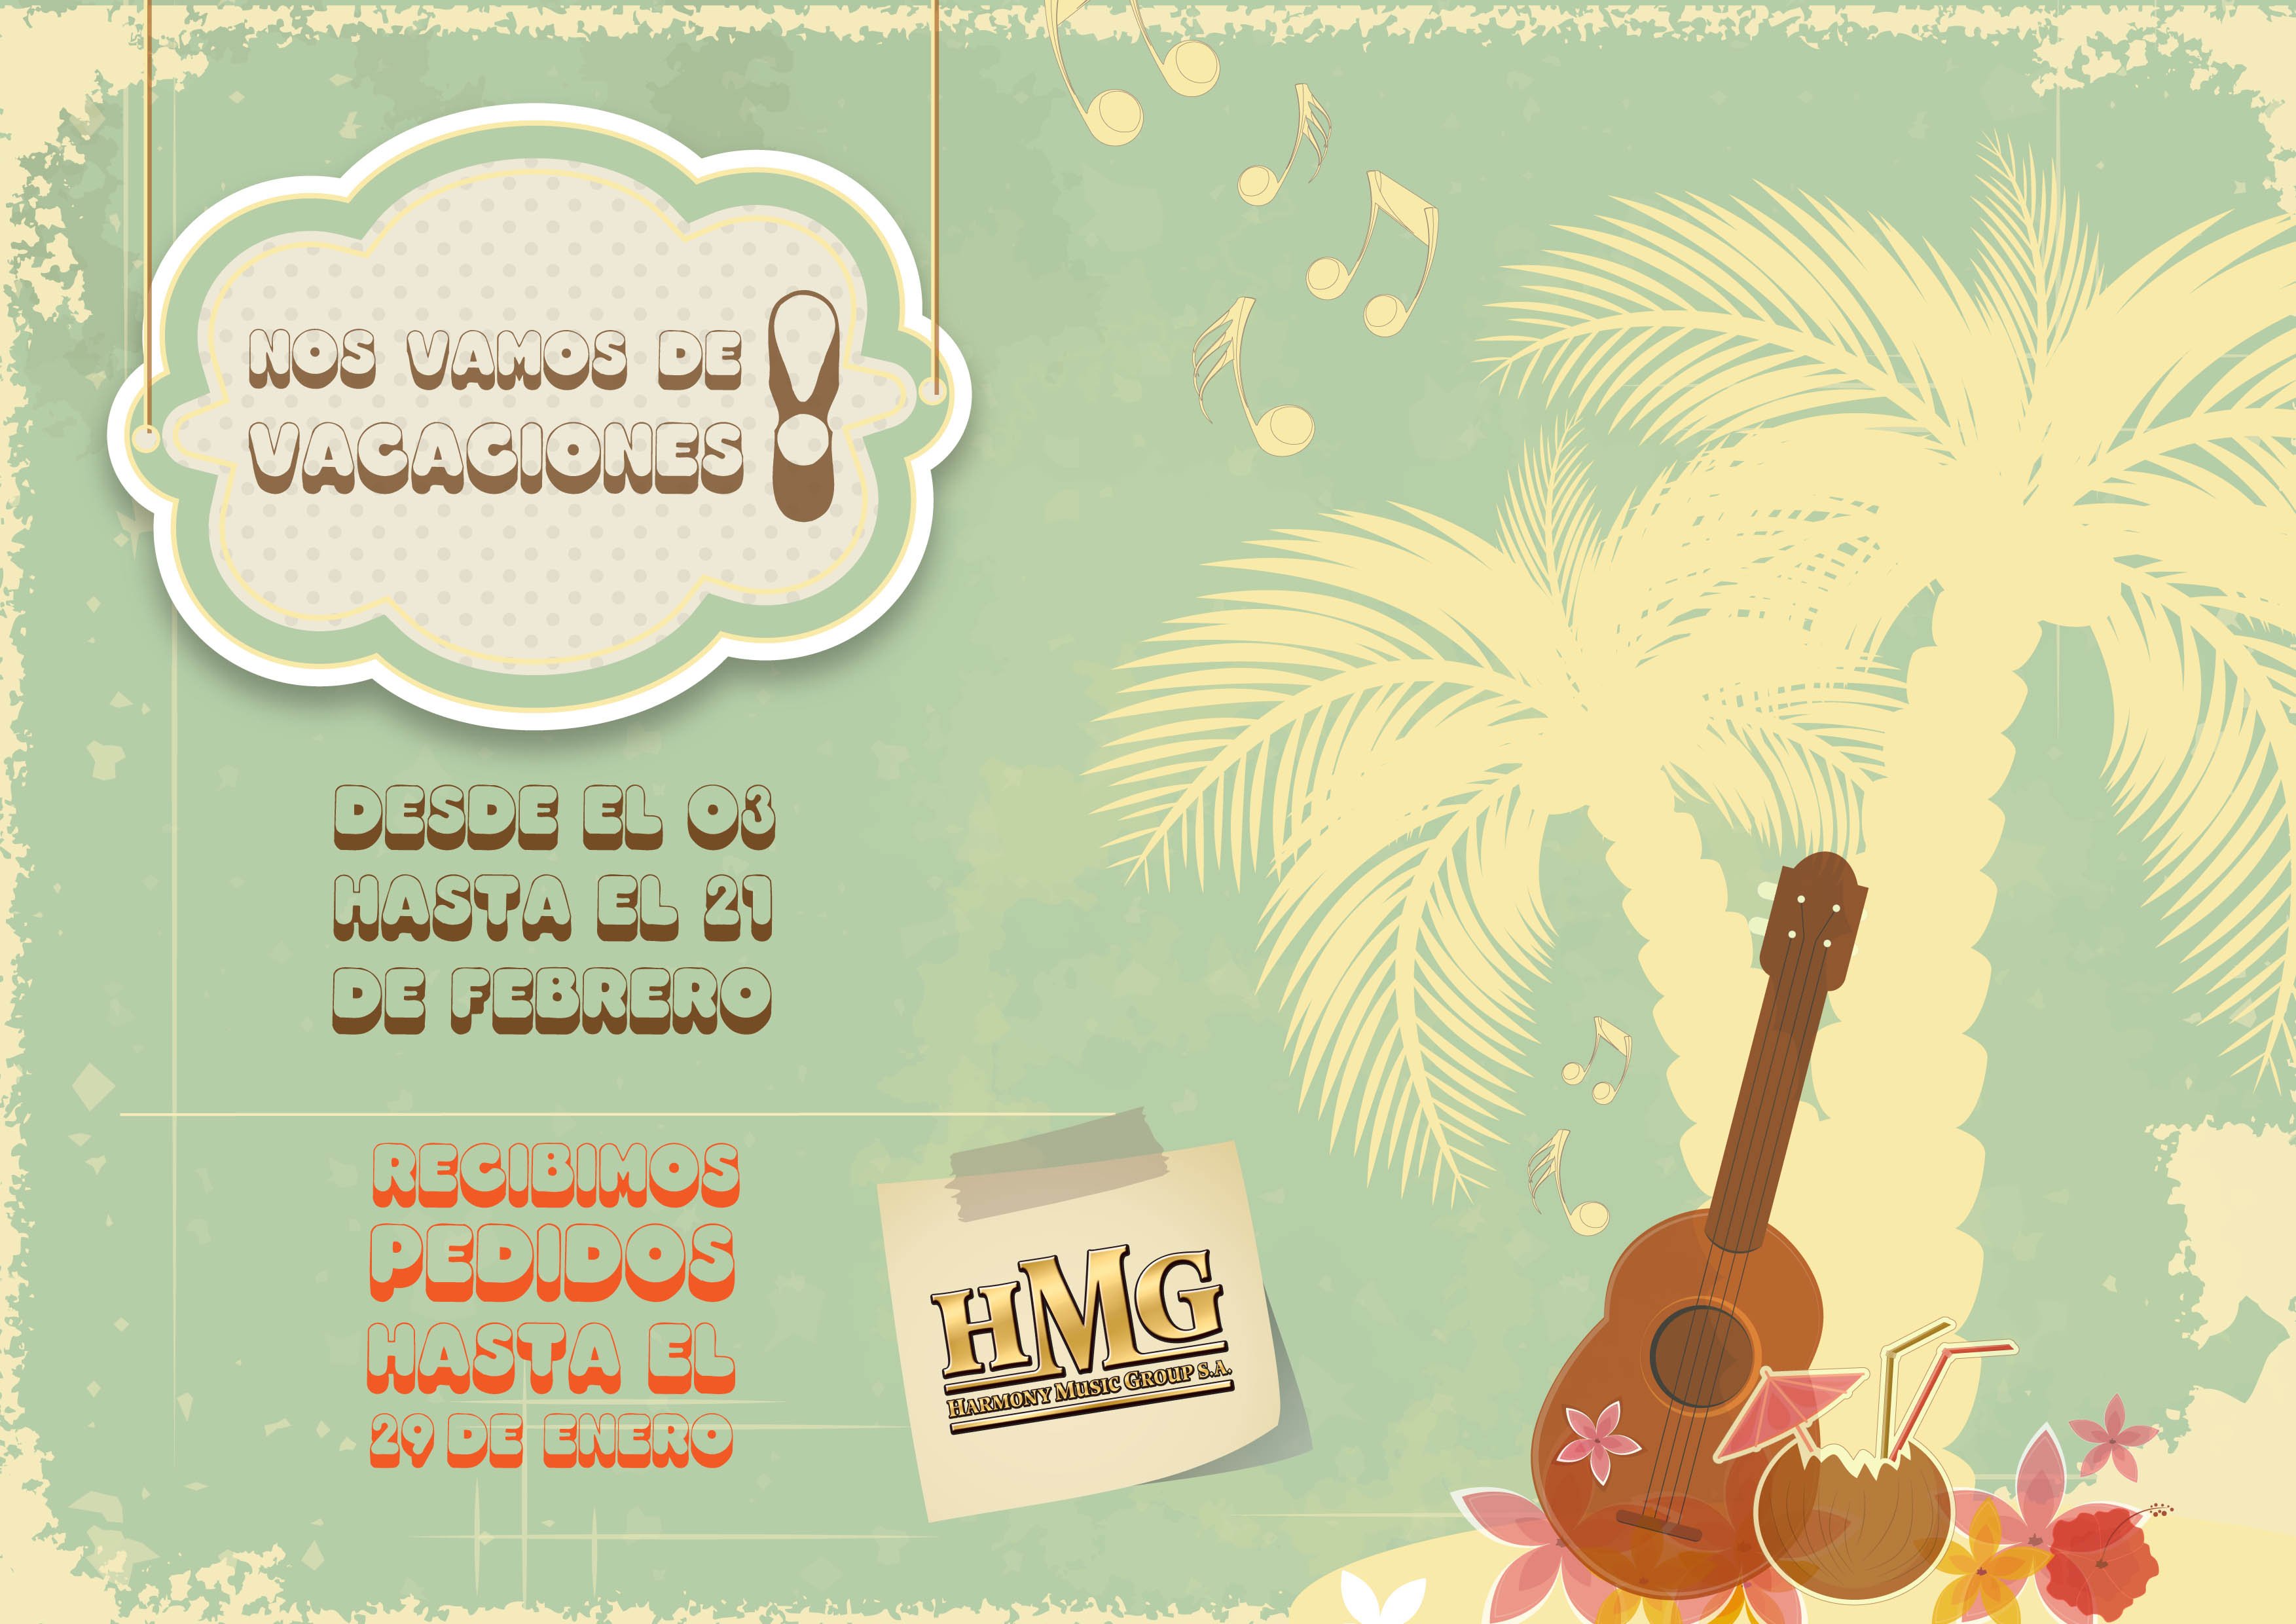 NOS VAMOS DE
VACACIONES !
DESDE EL 03
HASTA EL 21
DE FEBRERO
RECIBIMOS
PEDIDOS
HASTA EL
29 DE ENERO
HMG
HARMONY MUSIC GROUP S.A.